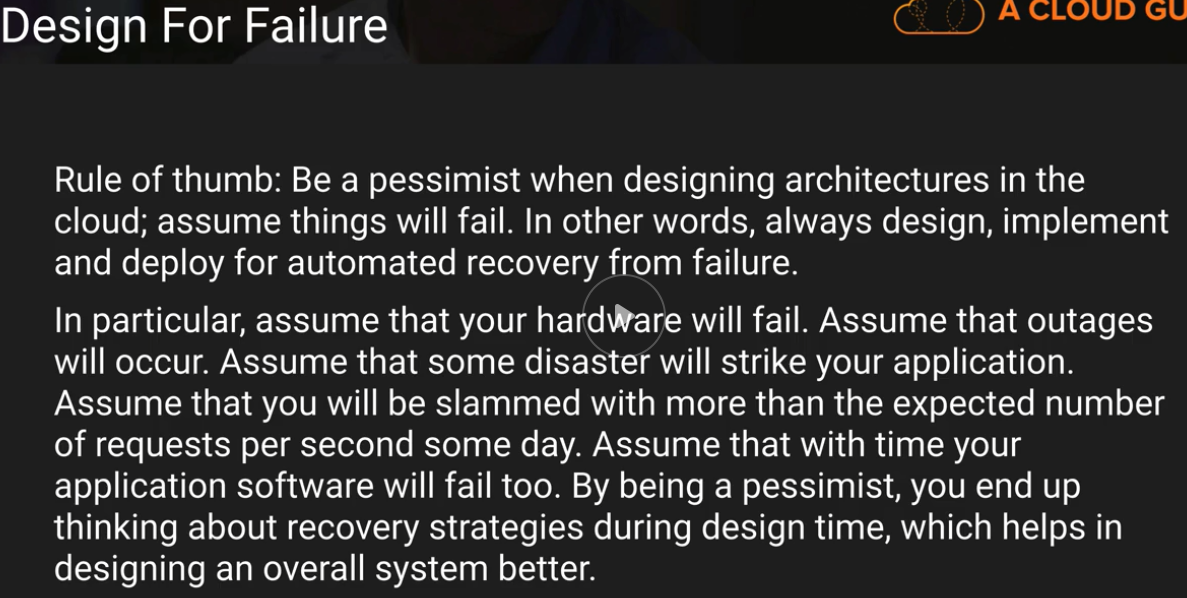 Design For Failure
A CLOUD GU
Rule of thumb: Be a pessimist when designing architectures in the
cloud; assume things will fail. In other words, always design, implement
and deploy for automated recovery from failure.
In particular, assume that your hardware will fail. Assume that outages
will occur. Assume that some disaster will strike your application.
Assume that you will be slammed with more than the expected number
of requests per second some day. Assume that with time your
application software will fail too. By being a pessimist, you end up
thinking about recovery strategies during design time, which helps in
designing an overall system better.